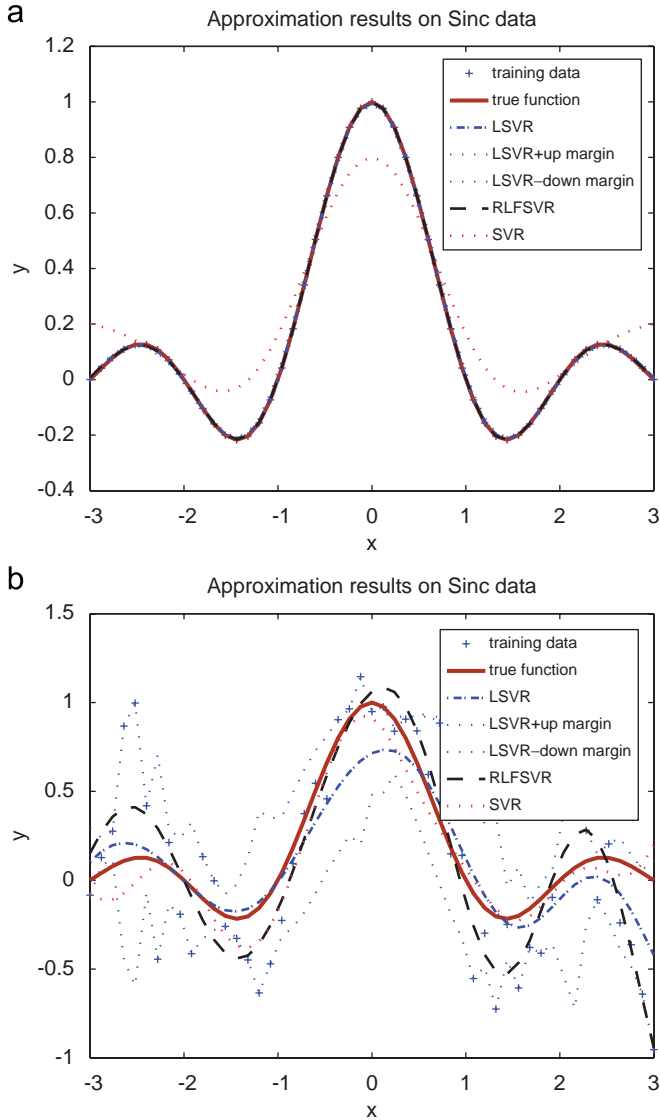 a
Approximation results on Sinc data
training data
true function
LSVR
LSVR+up margin
LSVR−down margin
RLFSVR
SVR
1.2
1
0.8
0.6
0.4
0.2
0
-0.2
-0.4
y
-3 -2 -1 0 1 2 3
x
b
Approximation results on Sinc data
training data
true function
LSVR
LSVR+up margin
LSVR−down margin
RLFSVR
SVR
1.5
1
0.5
0
-0.5
-1
y
-3 -2 -1 0 1 2 3
x